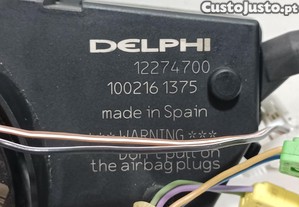 CustoJusto.pt
DELPHI
12274700
100216 1375
made in Spain
*** WARNING ***
Don't pull on
the airbag plugs